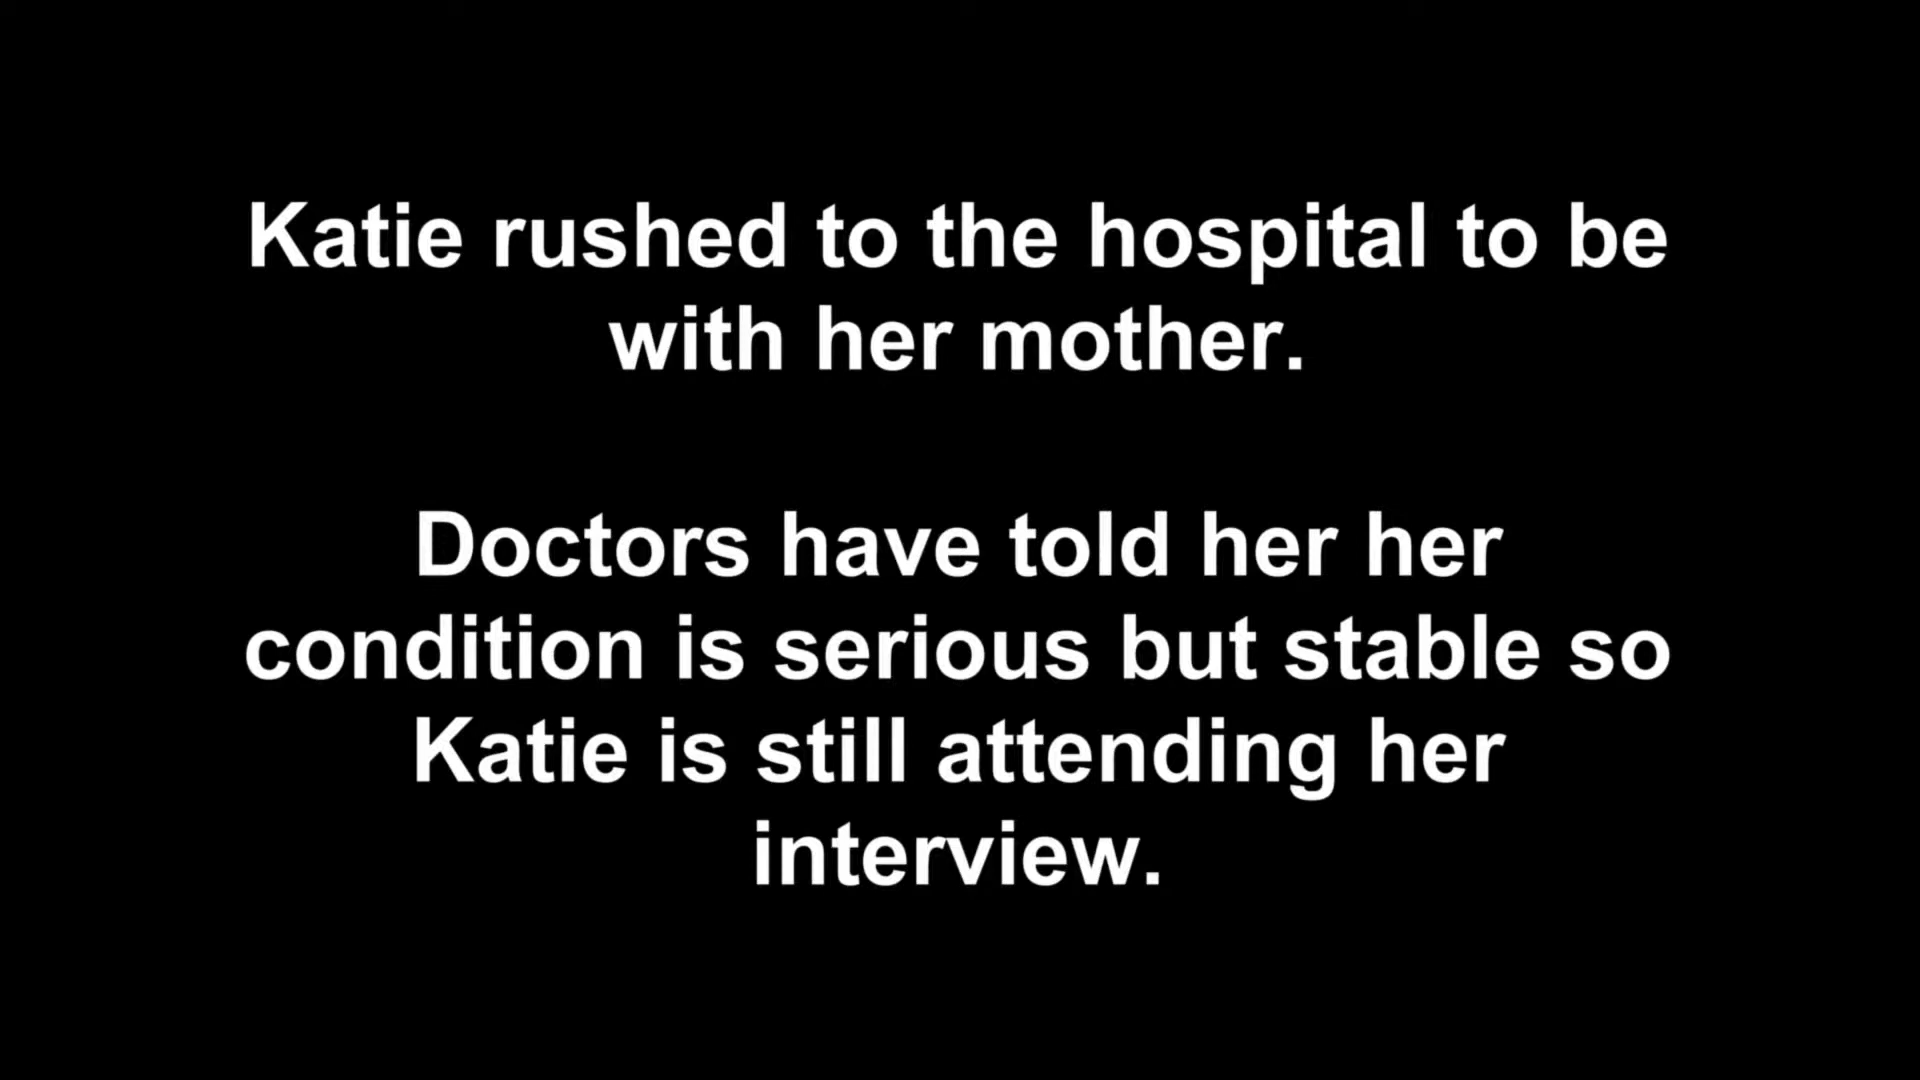 Katie rushed to the hospital to be
with her mother.
Doctors have told her her
condition is serious but stable so
Katie is still attending her
interview.